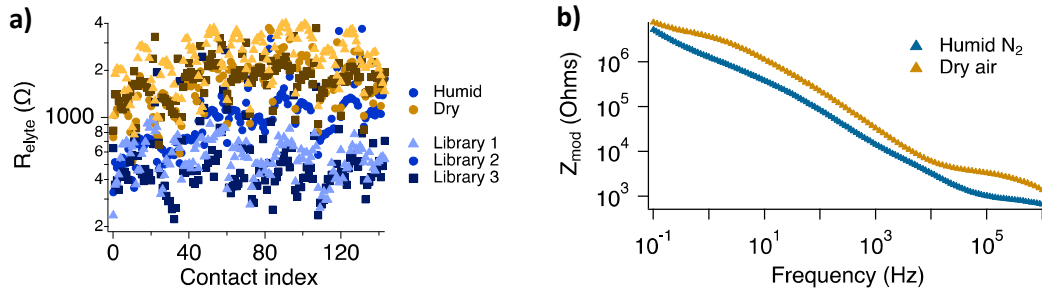 a)
R_elyte (Ω)
4
2
1000
8
6
4
2
0
40
80
120
Contact index
Humid
Dry
Library 1
Library 2
Library 3
b)
Z_mod (Ohms)
10^6
10^5
10^4
10^3
10^-1
10^1
10^3
10^5
Frequency (Hz)
Humid N_2
Dry air